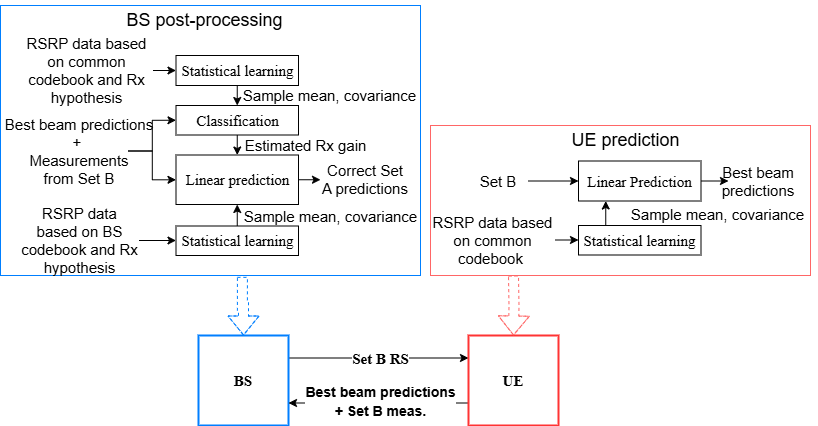 BS post-processing
RSRP data based
on common
codebook and Rx
hypothesis
Statistical learning
Sample mean, covariance
Classification
Best beam predictions
+
Measurements
from Set B
Estimated Rx gain
Linear prediction
Correct Set
A predictions
Sample mean, covariance
RSRP data
based on BS
codebook and Rx
hypothesis
Statistical learning
UE prediction
Set B
Linear Prediction
Best beam
predictions
Sample mean, covariance
RSRP data based
on common
codebook
Statistical learning
BS
Set B RS
UE
Best beam predictions
+ Set B meas.